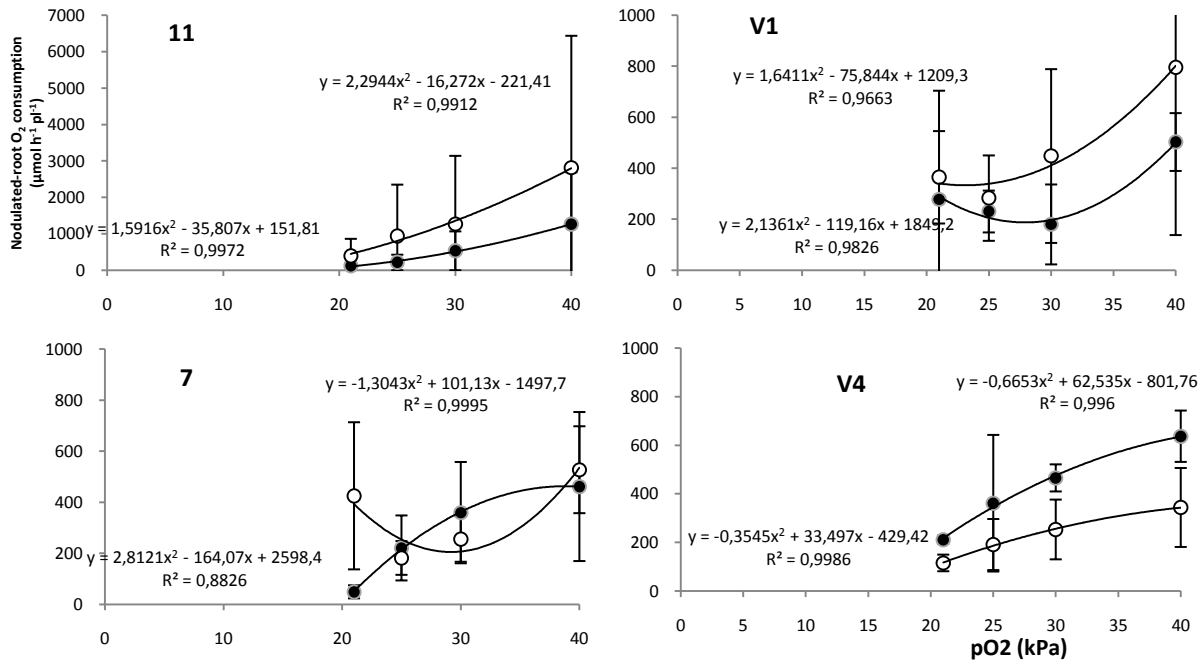 Nodulated-root O₂ consumption
(µmol h⁻¹ pl⁻¹)
11
7000
6000
5000
4000
3000
2000
1000
0
y = 2,2944x² - 16,272x - 221,41
R² = 0,9912
y = 1,5916x² - 35,807x + 151,81
R² = 0,9972
0 10 20 30 40
V1
1000
800
600
400
200
0
y = 1,6411x² - 75,844x + 1209,3
R² = 0,9663
y = 2,1361x² - 119,16x + 1849,2
R² = 0,9826
0 5 10 15 20 25 30 35 40
7
1000
800
600
400
200
0
y = -1,3043x² + 101,13x - 1497,7
R² = 0,9995
y = 2,8121x² - 164,07x + 2598,4
R² = 0,8826
0 10 20 30 40
V4
1000
800
600
400
200
0
y = -0,6653x² + 62,535x - 801,76
R² = 0,996
y = -0,3545x² + 33,497x - 429,42
R² = 0,9986
0 5 10 15 20 25 30 35 40
pO2 (kPa)